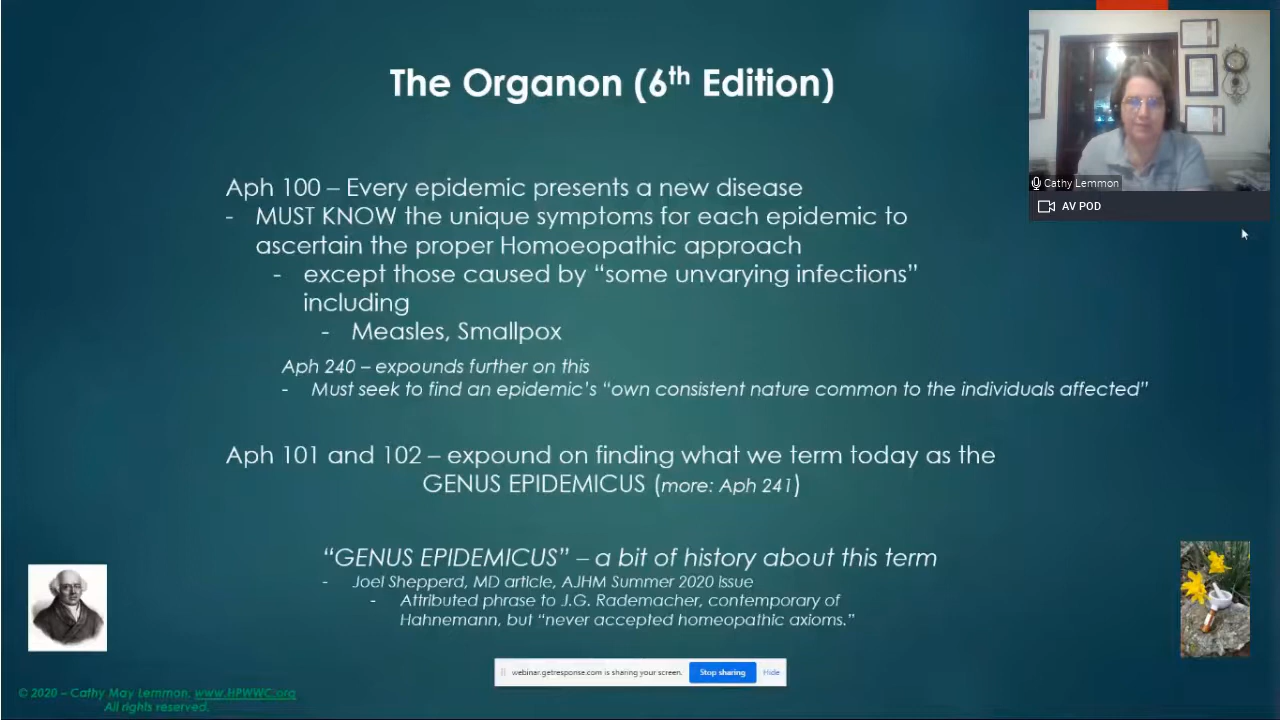 The Organon (6th Edition)
Aph 100 – Every epidemic presents a new disease
- MUST KNOW the unique symptoms for each epidemic to
ascertain the proper Homoeopathic approach
- except those caused by “some unvarying infections”
including
- Measles, Smallpox
Aph 240 – expounds further on this
- Must seek to find an epidemic’s “own consistent nature common to the individuals affected”
Aph 101 and 102 – expound on finding what we term today as the
GENUS EPIDEMICUS (more: Aph 241)
“GENUS EPIDEMICUS” – a bit of history about this term
- Joel Shepperd, MD article, AJHM Summer 2020 Issue
- Attributed phrase to J.G. Rademacher, contemporary of
Hahnemann, but “never accepted homeopathic axioms.”
Cathy Lemmon
AV POD
webinar.getresponse.com is sharing your screen. Stop sharing Hide
© 2020 – Cathy May Lemmon, www.HPWWC.org
All rights reserved.